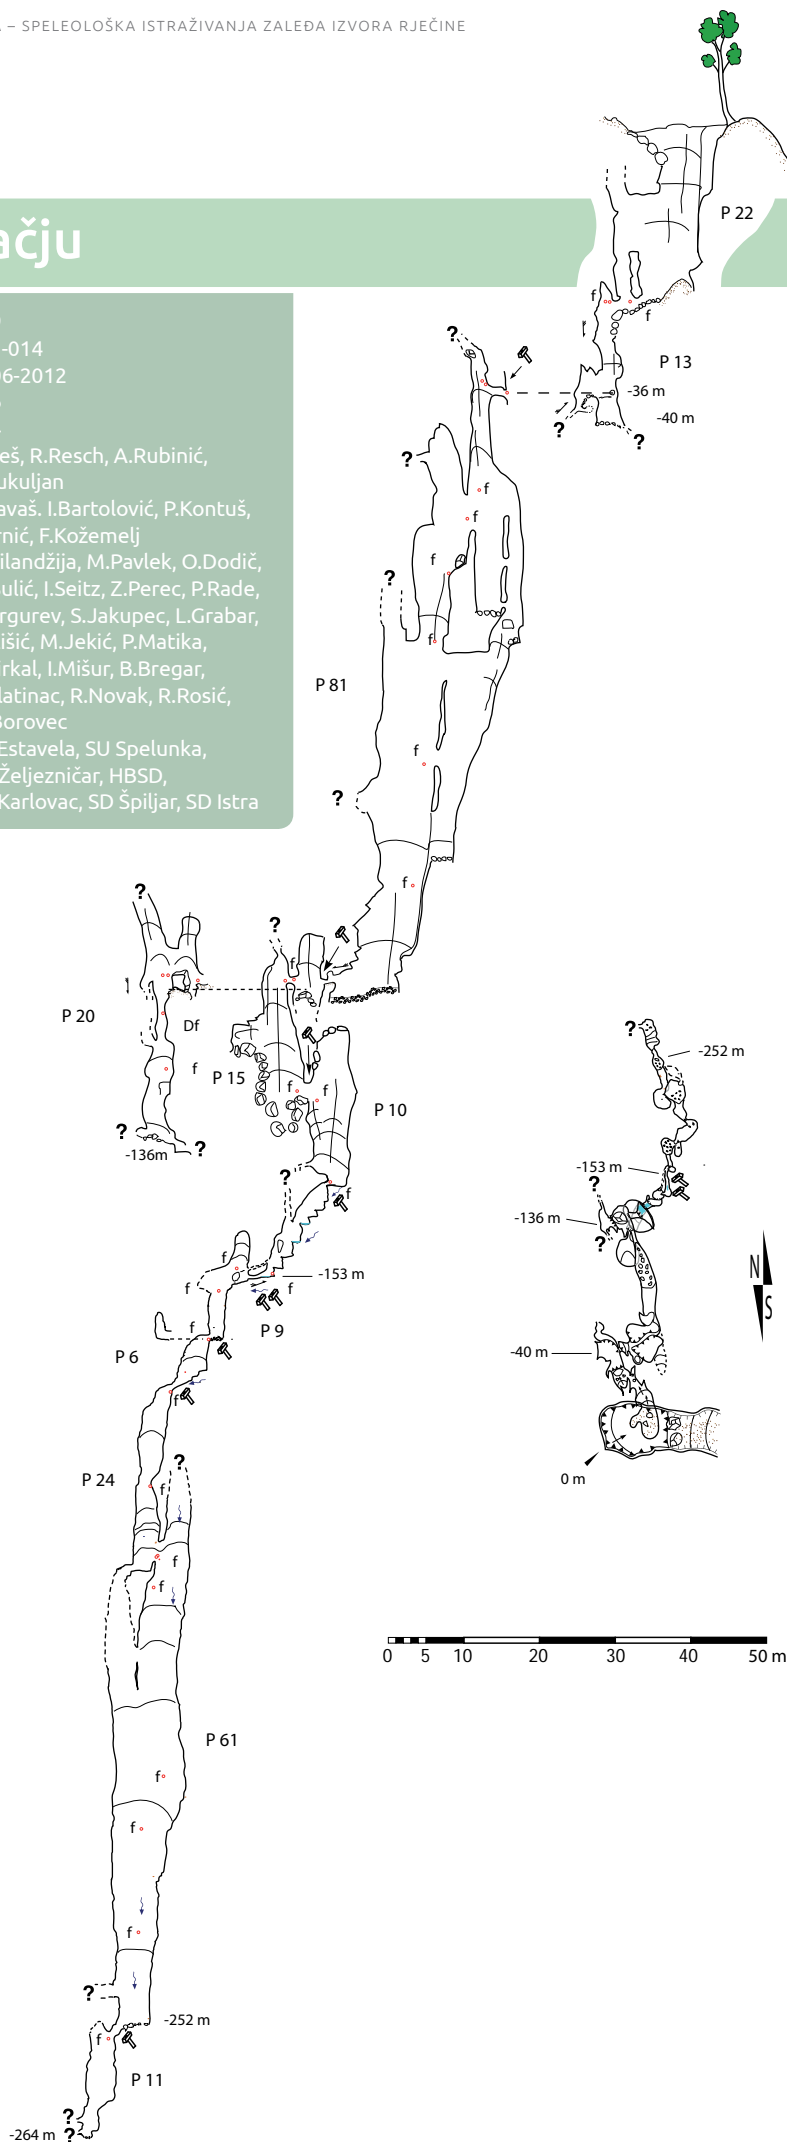 – SPELEOLOŠKA ISTRAŽIVANJA ZALEĐA IZVORA RJEČINE
ačju
-014
06-2012
eš, R.Resch, A.Rubinić,
ukuljan
avaš. I.Bartolović, P.Kontuš,
rnić, F.Kožemelj
ilandžija, M.Pavlek, O.Dodič,
ulić, I.Seitz, Z.Perec, P.Rade,
rgurev, S.Jakupec, L.Grabar,
išić, M.Jekić, P.Matika,
irkal, I.Mišur, B.Bregar,
latinac, R.Novak, R.Rosić,
Borovec
Estavela, SU Spelunka,
Željezničar, HBSD,
Karlovac, SD Špiljar, SD Istra
P 22
f
f
P 13
-36 m
-40 m
?
?
?
?
f
f
f
?
f
P 81
f
?
f
?
P 20
Df
f
?
?
-136m
?
f
P 15
f
f
P 10
?
f
f
-153 m
f
f
P 9
f
P 6
f
P 24
?
f
f
f
P 61
f
f
f
?
-252 m
f
P 11
?
-264 m ?
?
-252 m
-153 m
?
-136 m
?
-40 m
0 m
N
S
0 5 10 20 30 40 50 m